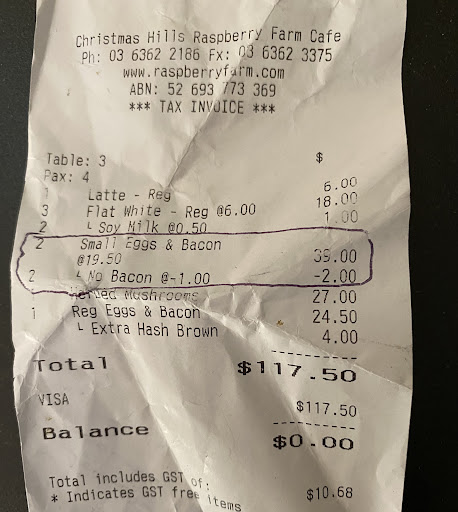 Christmas Hills Raspberry Farm Cafe
Ph: 03 6362 2186 Fx: 03 6362 3375
www.raspberryfarm.com
ABN: 52 693 773 369
*** TAX INVOICE ***
Table: 3 $
Pax: 4
1 Latte - Reg 6.00
3 Flat White - Reg @6.00 18.00
2 └ Soy Milk @0.50 1.00
2 Small Eggs & Bacon
@19.50 39.00
2 └ No Bacon @-1.00 -2.00
Mushrooms 27.00
1 Reg Eggs & Bacon 24.50
└ Extra Hash Brown 4.00
Total $117.50
VISA $117.50
Balance $0.00
Total includes GST of:
* Indicates GST free items $10.68